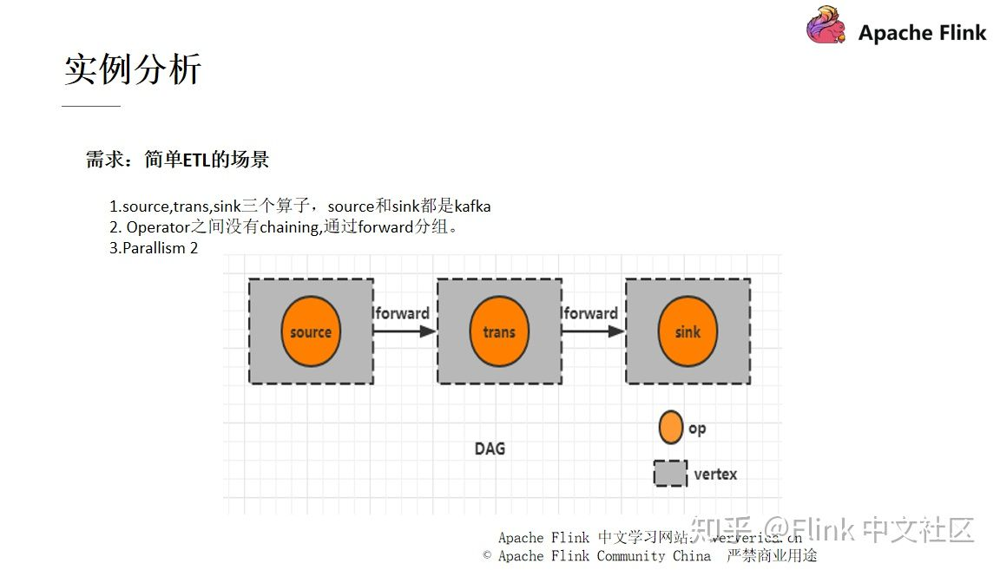 Apache Flink
实例分析
需求：简单ETL的场景
1.source,trans,sink三个算子，source和sink都是kafka
2. Operator之间没有chaining,通过forward分组。
3.Parallism 2
source
forward
trans
forward
sink
op
DAG
vertex
知乎 @Flink 中文社区
Apache Flink 中文学习网站： ververica.cn
© Apache Flink Community China 严禁商业用途